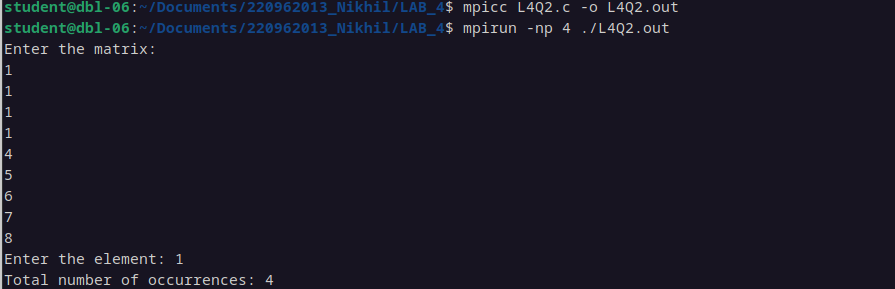 student@dbl-06:~/Documents/220962013_Nikhil/LAB_4$ mpicc L4Q2.c -o L4Q2.out
student@dbl-06:~/Documents/220962013_Nikhil/LAB_4$ mpirun -np 4 ./L4Q2.out
Enter the matrix:
1
1
1
1
4
5
6
7
8
Enter the element: 1
Total number of occurrences: 4